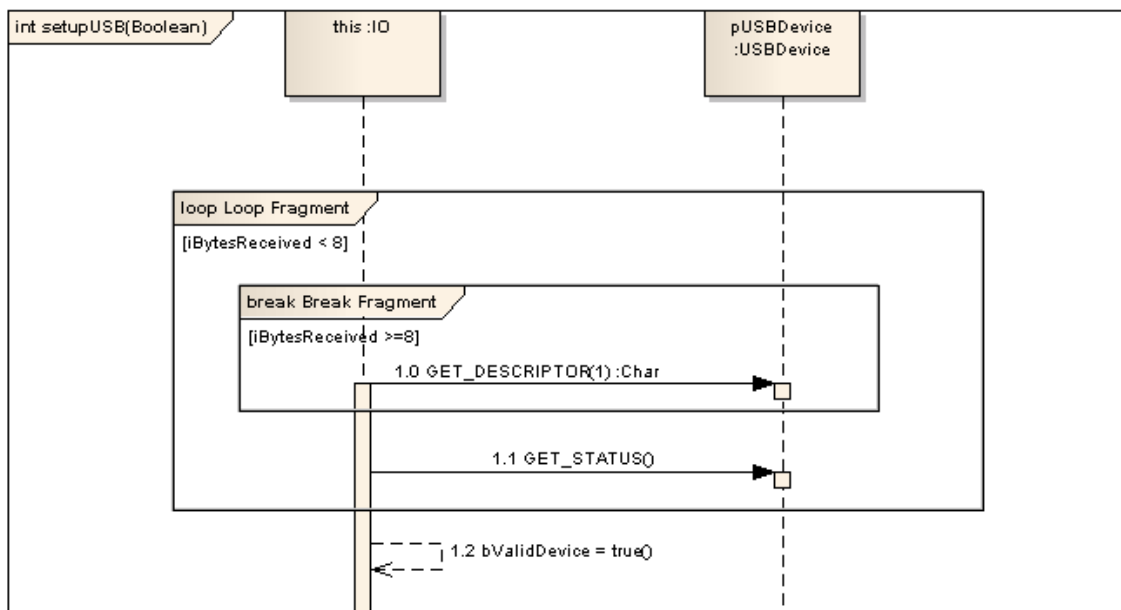 int setupUSB(Boolean)
this :IO
pUSBDevice
:USBDevice
loop Loop Fragment
[iBytesReceived < 8]
break Break Fragment
[iBytesReceived >=8]
1.0 GET_DESCRIPTOR(1) :Char
1.1 GET_STATUS()
1.2 bValidDevice = true()